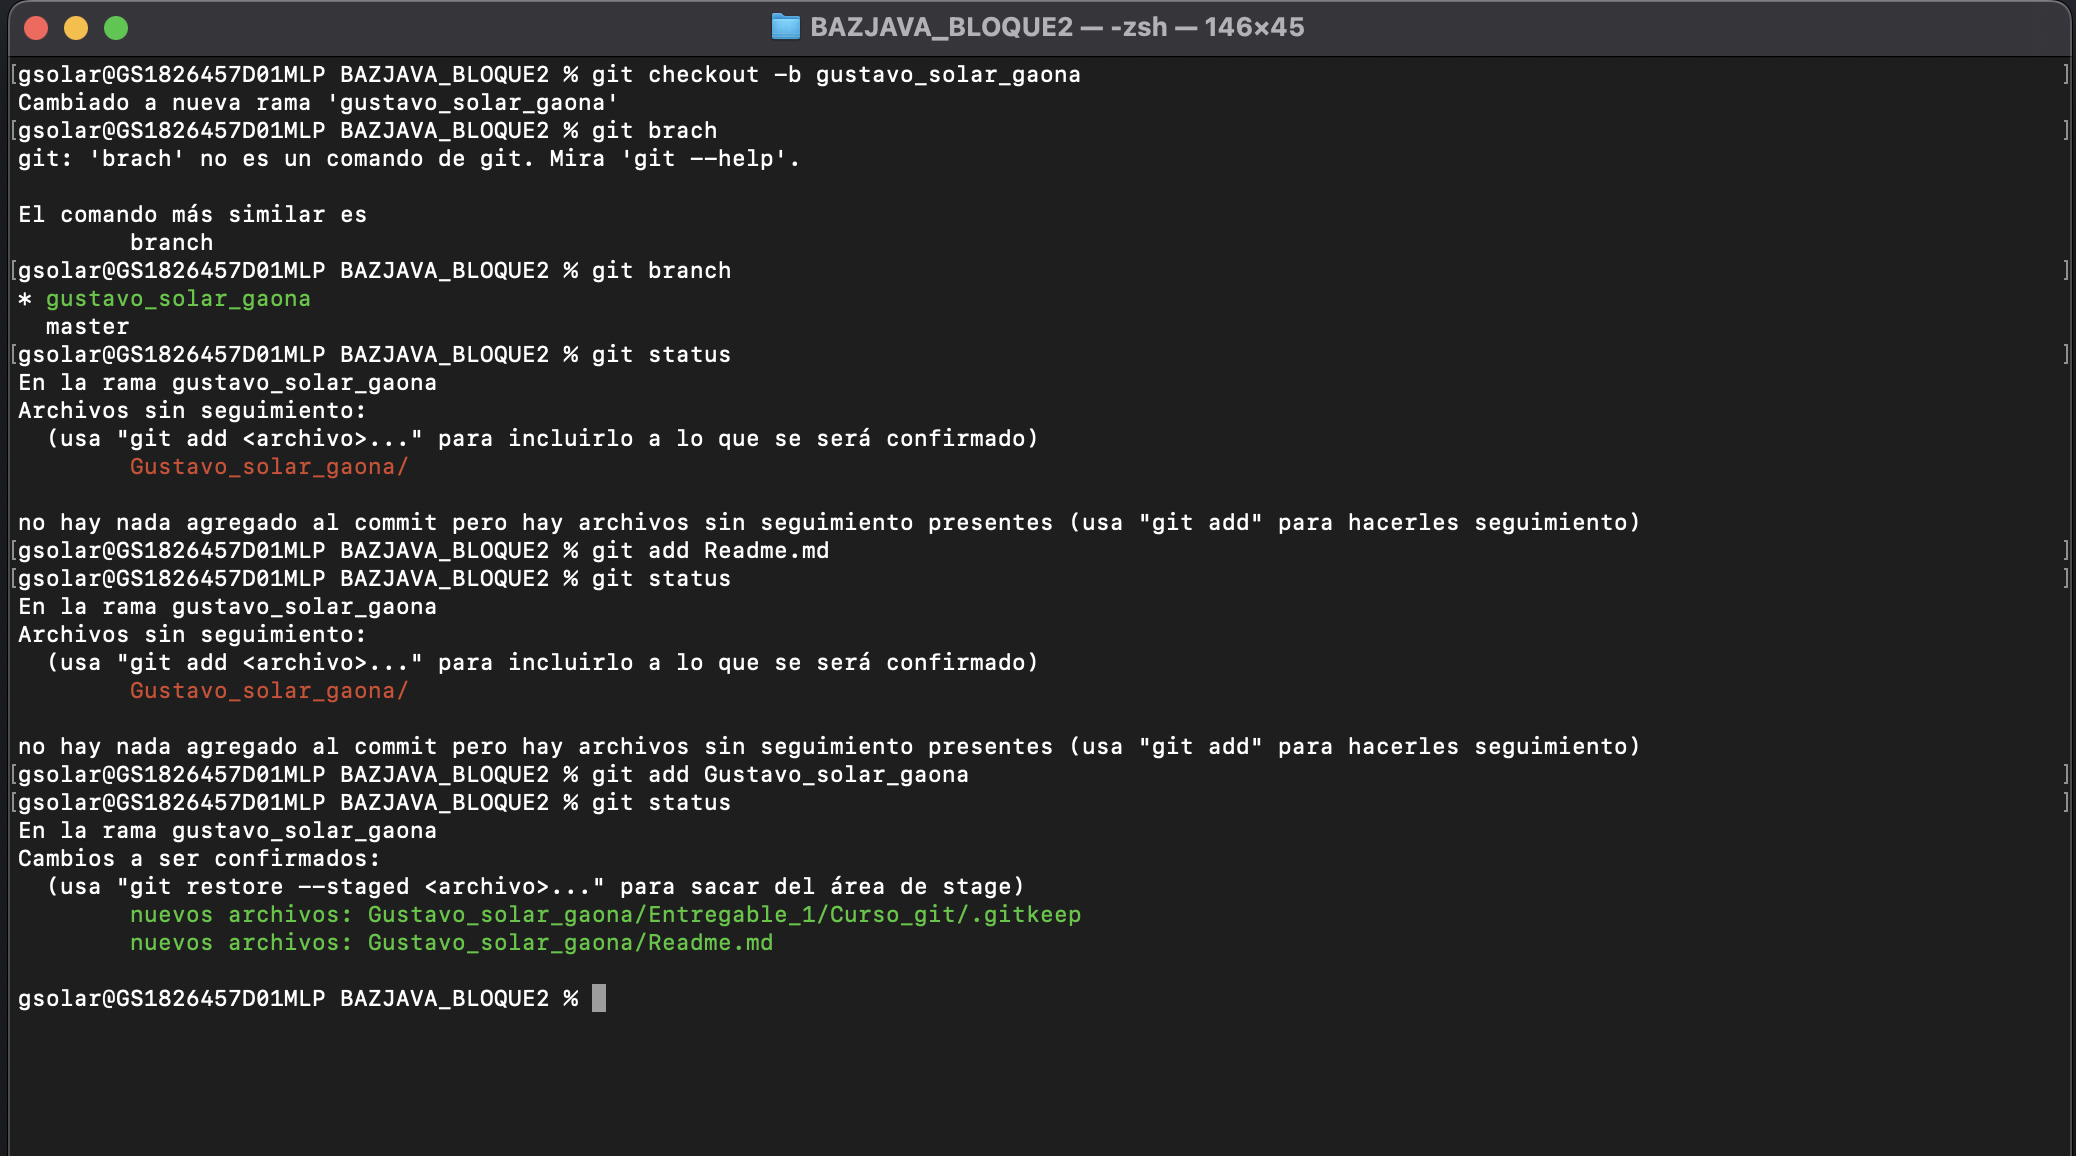 BAZJAVA_BLOQUE2 — -zsh — 146×45
[gsolar@GS1826457D01MLP BAZJAVA_BLOQUE2 % git checkout -b gustavo_solar_gaona ]
Cambiado a nueva rama 'gustavo_solar_gaona'
[gsolar@GS1826457D01MLP BAZJAVA_BLOQUE2 % git brach ]
git: 'brach' no es un comando de git. Mira 'git --help'.
El comando más similar es
branch
[gsolar@GS1826457D01MLP BAZJAVA_BLOQUE2 % git branch ]
* gustavo_solar_gaona
master
[gsolar@GS1826457D01MLP BAZJAVA_BLOQUE2 % git status ]
En la rama gustavo_solar_gaona
Archivos sin seguimiento:
(usa "git add <archivo>..." para incluirlo a lo que se será confirmado)
Gustavo_solar_gaona/
no hay nada agregado al commit pero hay archivos sin seguimiento presentes (usa "git add" para hacerles seguimiento)
[gsolar@GS1826457D01MLP BAZJAVA_BLOQUE2 % git add Readme.md ]
[gsolar@GS1826457D01MLP BAZJAVA_BLOQUE2 % git status ]
En la rama gustavo_solar_gaona
Archivos sin seguimiento:
(usa "git add <archivo>..." para incluirlo a lo que se será confirmado)
Gustavo_solar_gaona/
no hay nada agregado al commit pero hay archivos sin seguimiento presentes (usa "git add" para hacerles seguimiento)
[gsolar@GS1826457D01MLP BAZJAVA_BLOQUE2 % git add Gustavo_solar_gaona ]
[gsolar@GS1826457D01MLP BAZJAVA_BLOQUE2 % git status ]
En la rama gustavo_solar_gaona
Cambios a ser confirmados:
(usa "git restore --staged <archivo>..." para sacar del área de stage)
nuevos archivos: Gustavo_solar_gaona/Entregable_1/Curso_git/.gitkeep
nuevos archivos: Gustavo_solar_gaona/Readme.md
gsolar@GS1826457D01MLP BAZJAVA_BLOQUE2 %